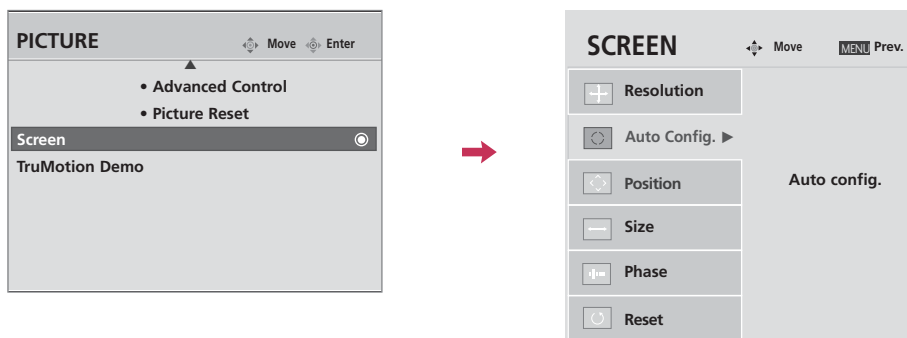 PICTURE
Move Enter
• Advanced Control
• Picture Reset
Screen
TruMotion Demo
SCREEN
Move MENU Prev.
Resolution
Auto Config. ►
Position
Size
Phase
Reset
Auto config.